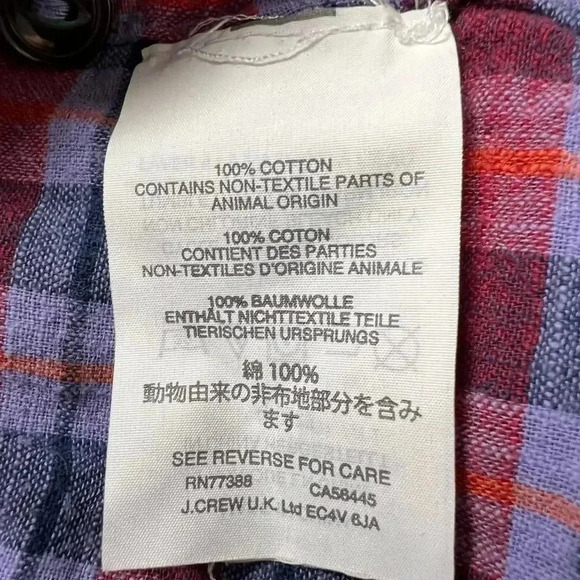 100% COTTON
CONTAINS NON-TEXTILE PARTS OF
ANIMAL ORIGIN
100% COTON
CONTIENT DES PARTIES
NON-TEXTILES D'ORIGINE ANIMALE
100% BAUMWOLLE
ENTHÄLT NICHTTEXTILE TEILE
TIERISCHEN URSPRUNGS
綿 100%
動物由来の非布地部分を含み
ます
SEE REVERSE FOR CARE
RN77388 CA56445
J.CREW U.K. Ltd EC4V 6JA